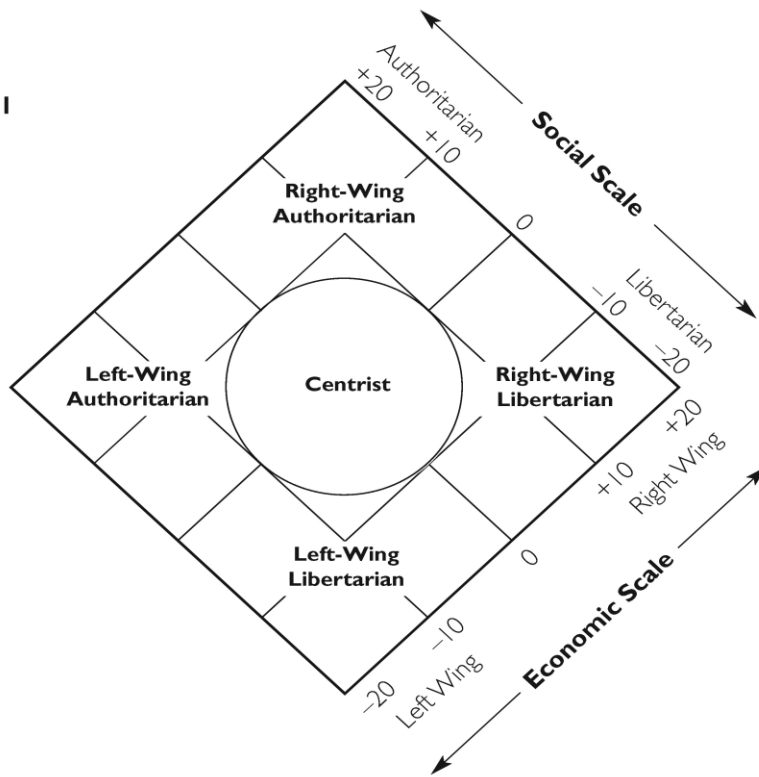 I
Authoritarian
+20
+10
0
-10
-20
Libertarian
Social Scale
Right-Wing
Authoritarian
Left-Wing
Authoritarian
Centrist
Right-Wing
Libertarian
Left-Wing
Libertarian
+20
+10
0
-10
-20
Right Wing
Left Wing
Economic Scale